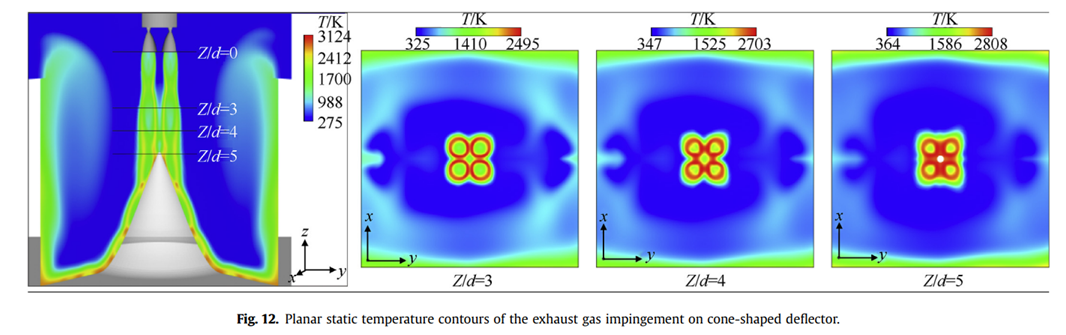 T/K
3124
2412
1700
988
275
Z/d=0
Z/d=3
Z/d=4
Z/d=5
z
x
y
T/K
325 1410 2495
x
y
Z/d=3
T/K
347 1525 2703
x
y
Z/d=4
T/K
364 1586 2808
x
y
Z/d=5
Fig. 12. Planar static temperature contours of the exhaust gas impingement on cone-shaped deflector.